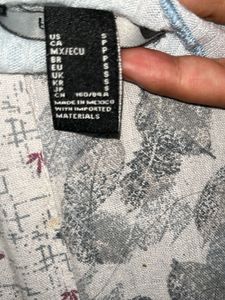 US S
CA P
MX/ECU P
BR P
EU S
UK S
KR S
JP S
CN 160/84A
MADE IN MEXICO
WITH IMPORTED
MATERIALS